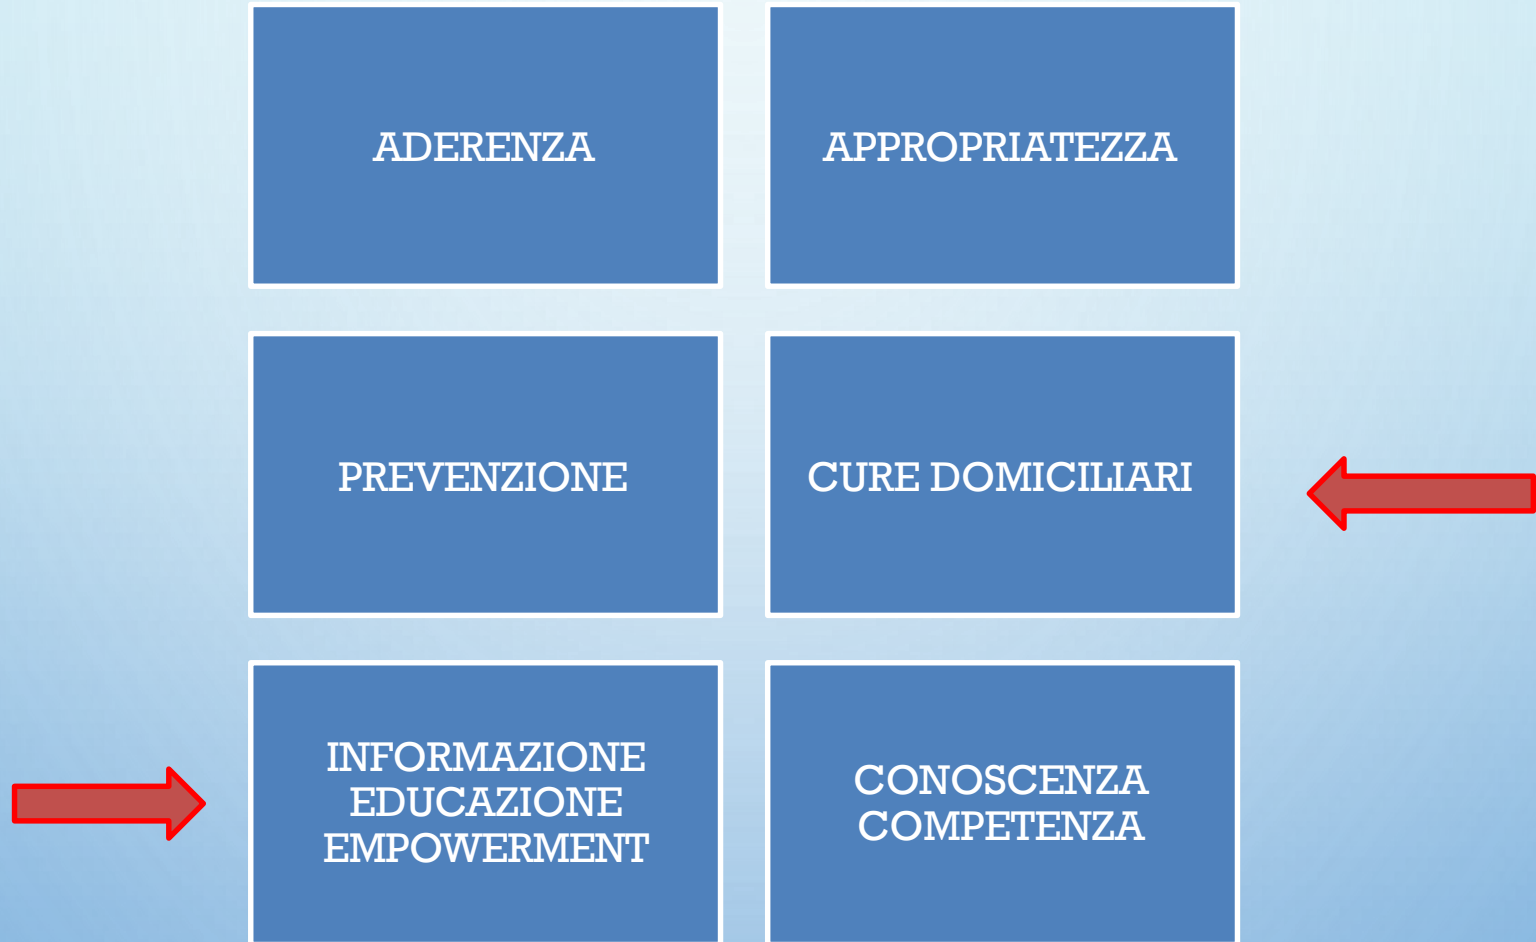 ADERENZA
APPROPRIATEZZA
PREVENZIONE
CURE DOMICILIARI
INFORMAZIONE
EDUCAZIONE
EMPOWERMENT
CONOSCENZA
COMPETENZA